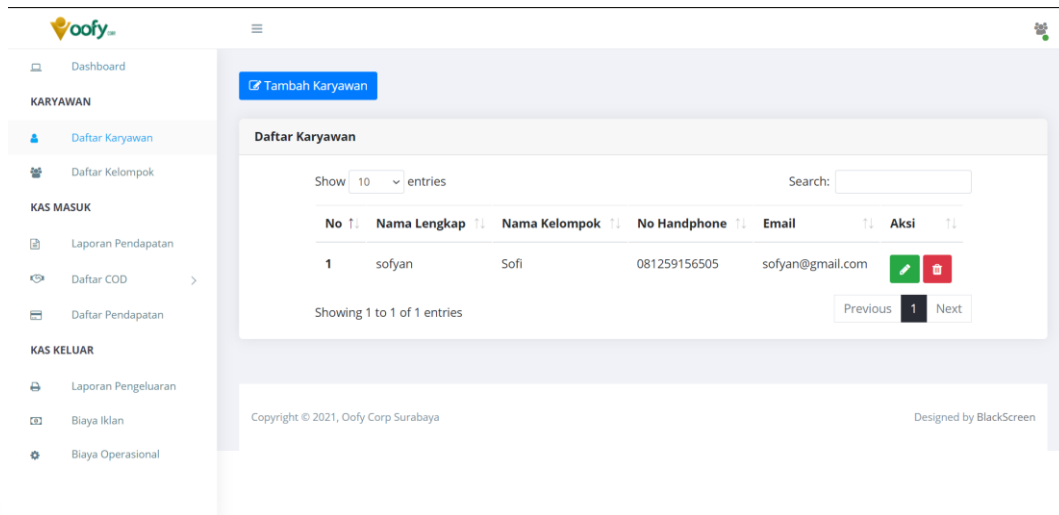 oofy
Dashboard
KARYAWAN
Daftar Karyawan
Daftar Kelompok
KAS MASUK
Laporan Pendapatan
Daftar COD
Daftar Pendapatan
KAS KELUAR
Laporan Pengeluaran
Biaya Iklan
Biaya Operasional
Tambah Karyawan
Daftar Karyawan
Show 10 entries Search:
No Nama Lengkap Nama Kelompok No Handphone Email Aksi
1 sofyan Sofi 081259156505 sofyan@gmail.com
Showing 1 to 1 of 1 entries Previous 1 Next
Copyright © 2021, Oofy Corp Surabaya Designed by BlackScreen